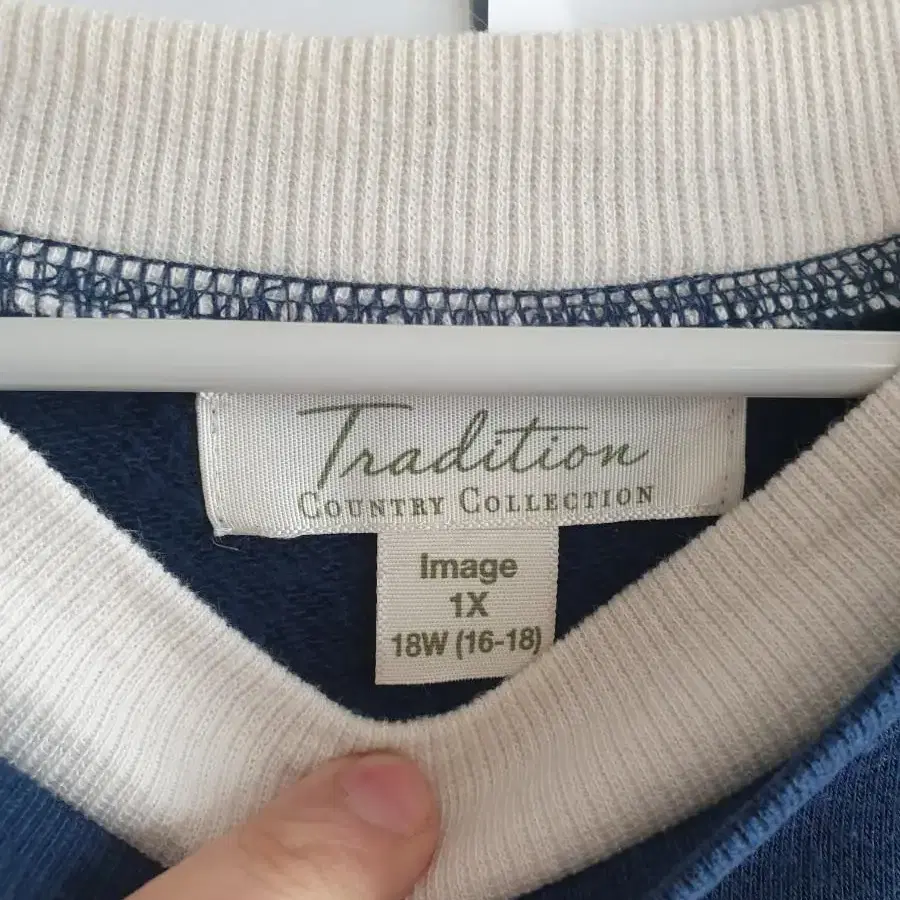 Tradition
COUNTRY COLLECTION
Image
1X
18W (16-18)